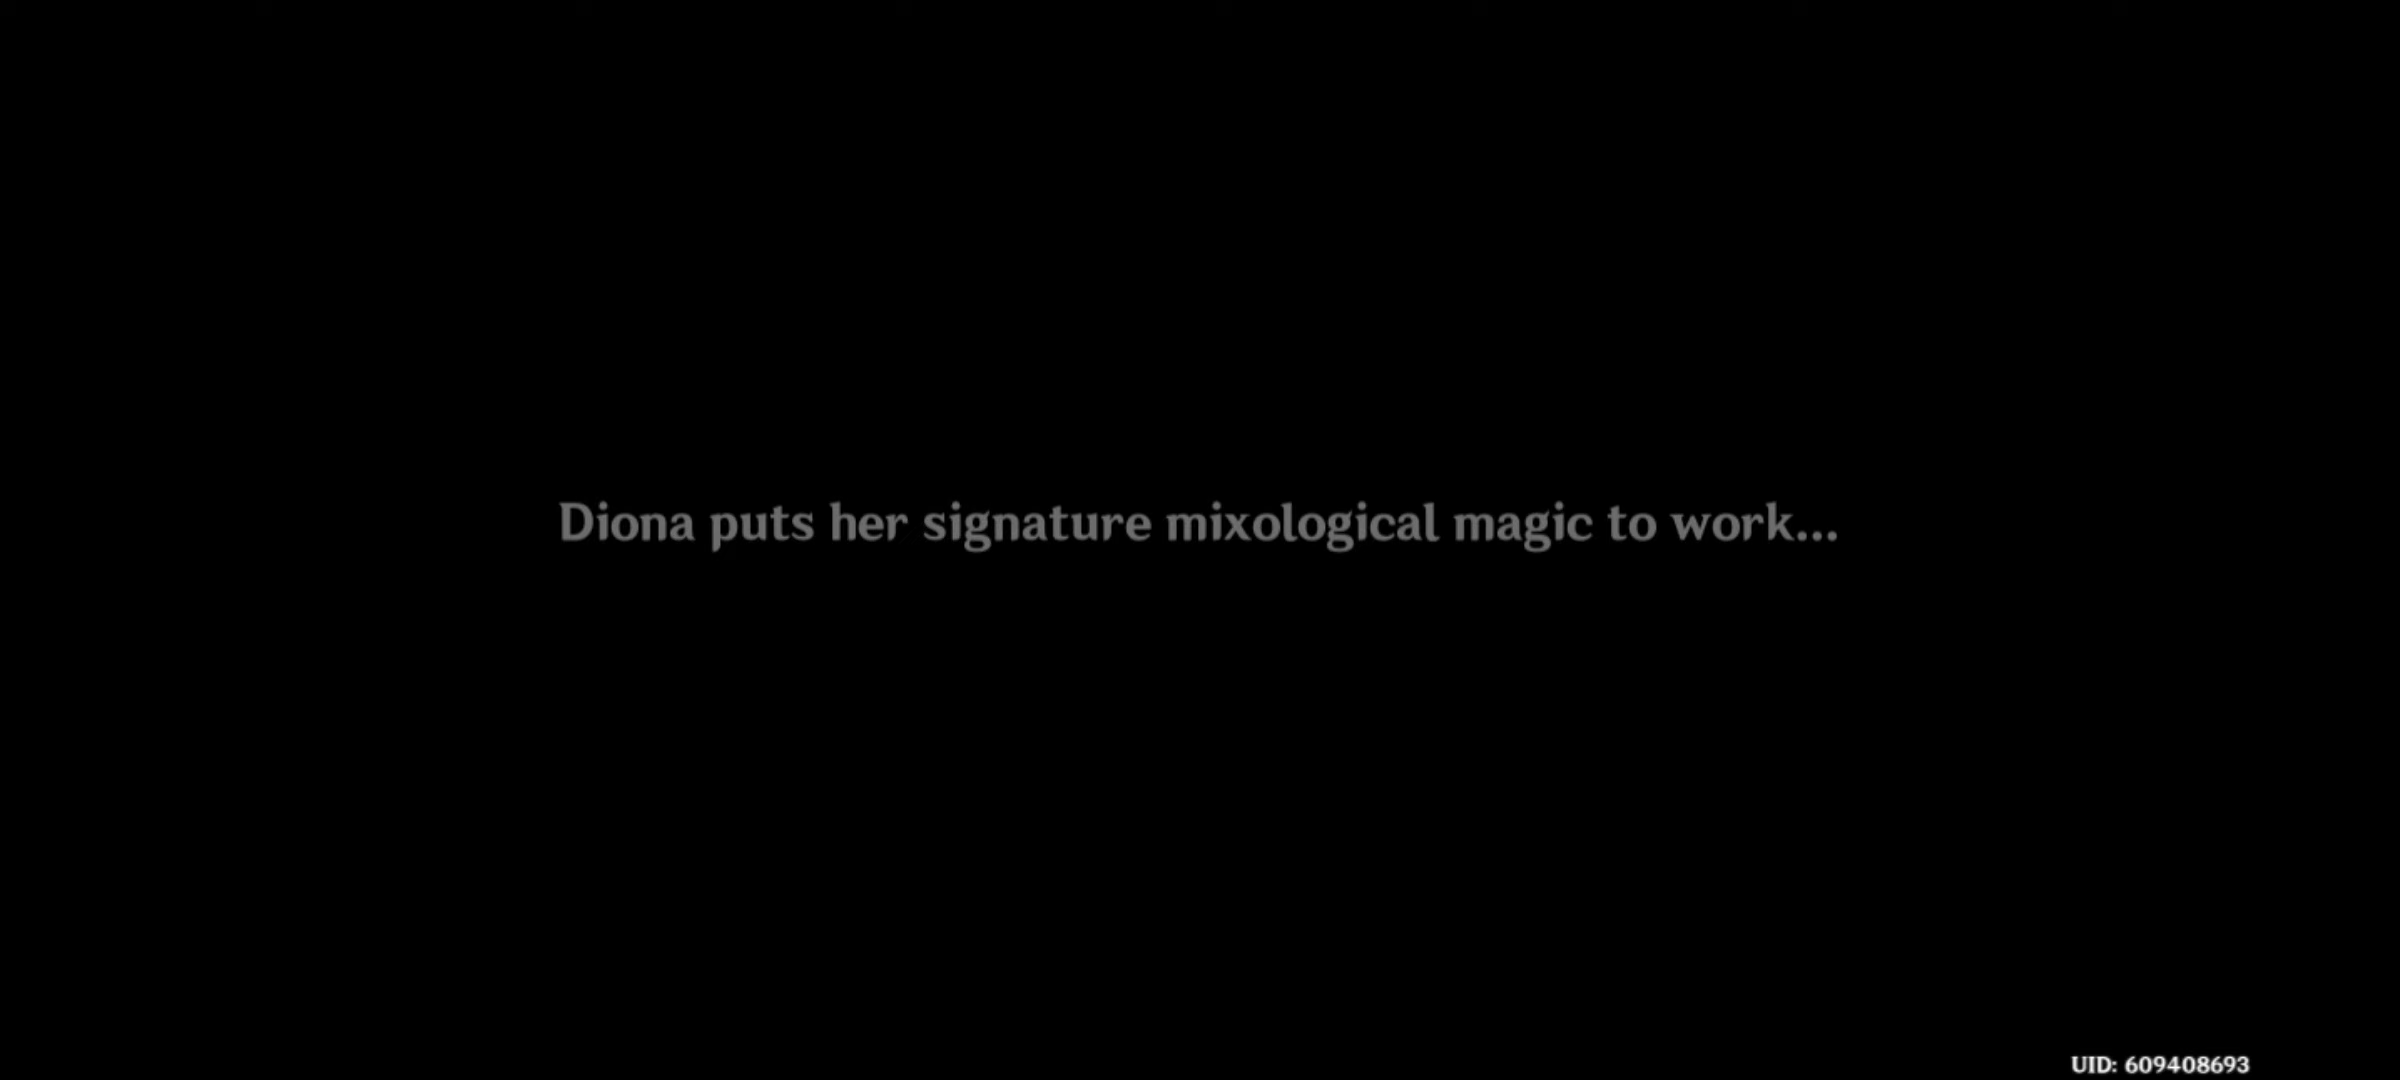 Diona puts her signature mixological magic to work...
UID: 609408693